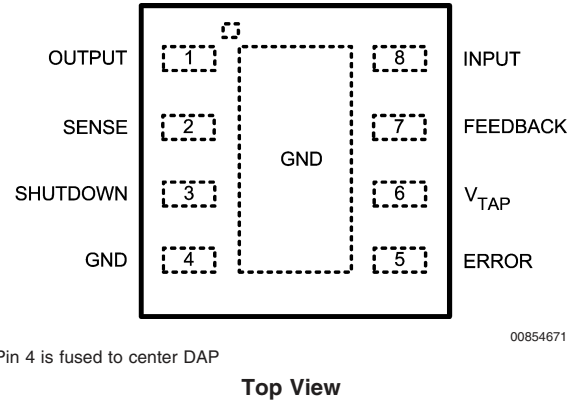 OUTPUT 1 8 INPUT
SENSE 2 7 FEEDBACK
GND
SHUTDOWN 3 6 VTAP
GND 4 5 ERROR
00854671
Pin 4 is fused to center DAP
Top View